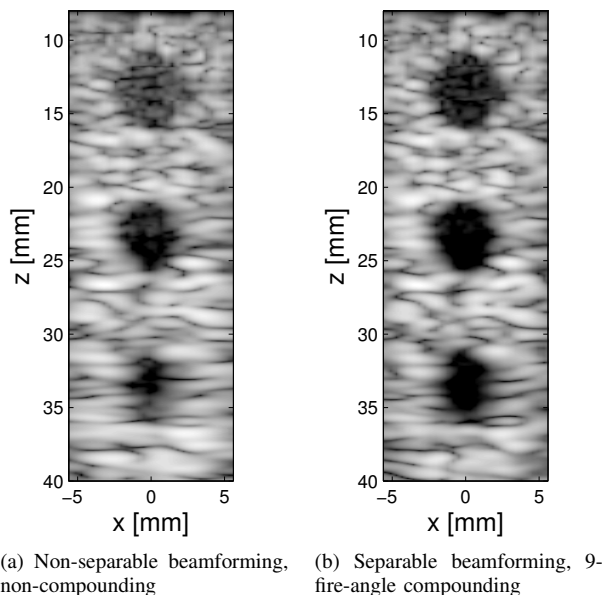 10
15
20
25
30
35
40
z [mm]
−5 0 5
x [mm]
(a) Non-separable beamforming,
non-compounding
10
15
20
25
30
35
40
z [mm]
−5 0 5
x [mm]
(b) Separable beamforming, 9-
fire-angle compounding